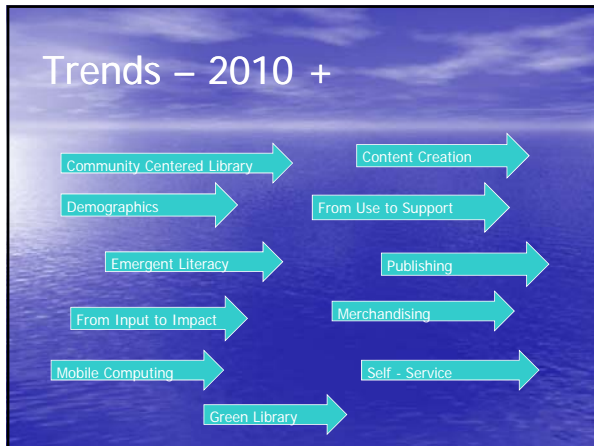 Trends – 2010 +
Community Centered Library
Content Creation
Demographics
From Use to Support
Emergent Literacy
Publishing
From Input to Impact
Merchandising
Mobile Computing
Self - Service
Green Library